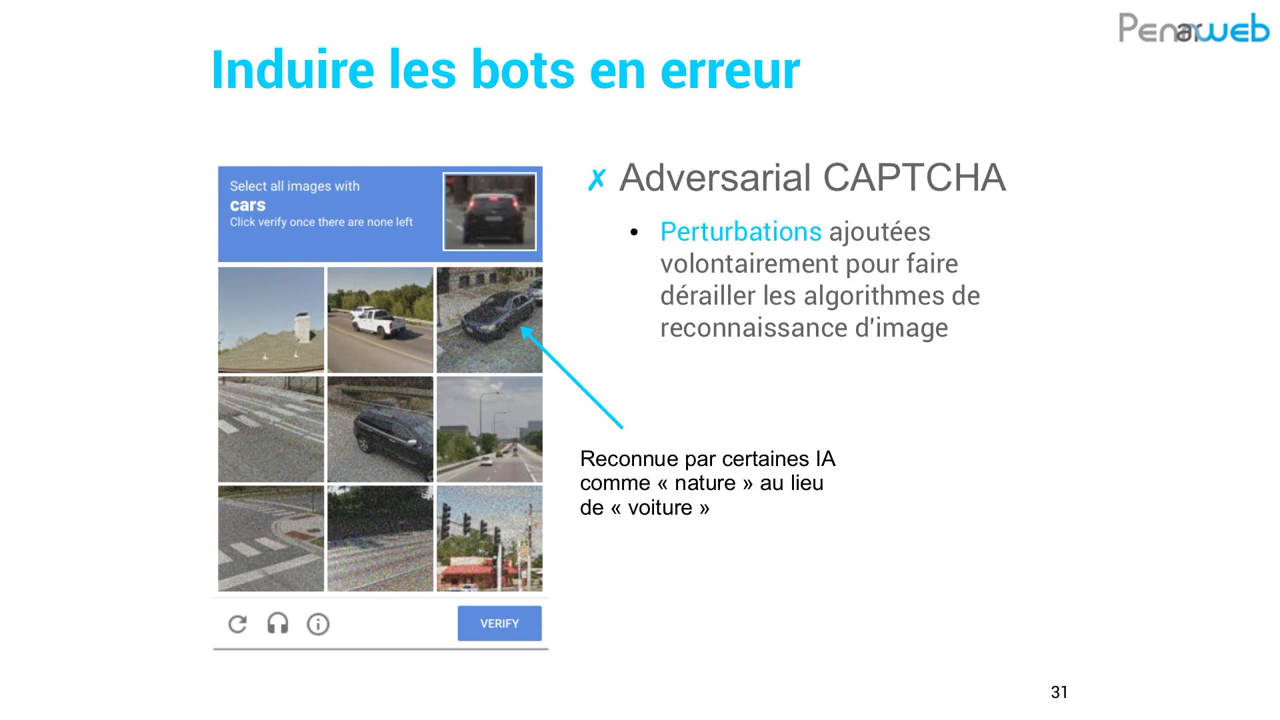 Penarweb
Induire les bots en erreur
Select all images with
cars
Click verify once there are none left
✗ Adversarial CAPTCHA
• Perturbations ajoutées
volontairement pour faire
dérailler les algorithmes de
reconnaissance d'image
Reconnue par certaines IA
comme « nature » au lieu
de « voiture »
VERIFY
31